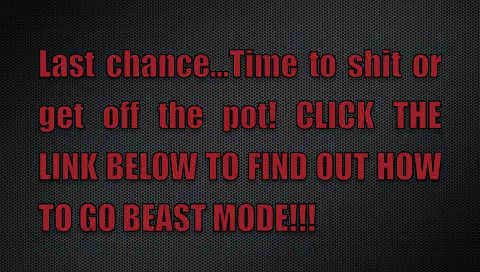 Last chance...Time to shit or
get off the pot! CLICK THE
LINK BELOW TO FIND OUT HOW
TO GO BEAST MODE!!!